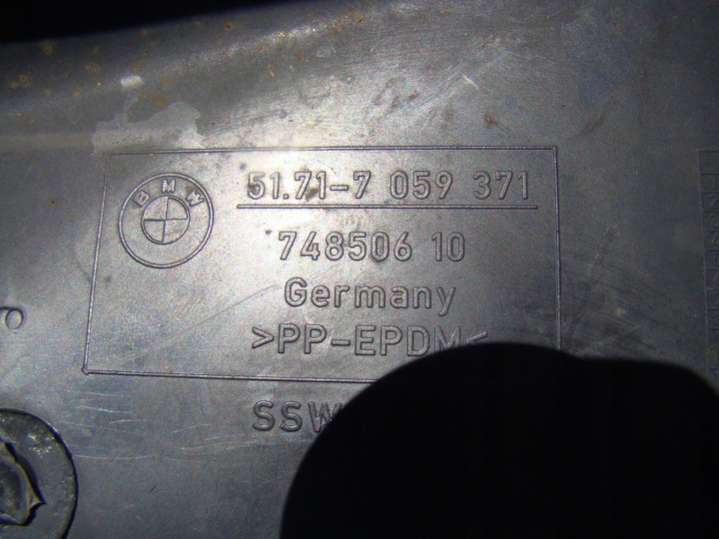 BMW
51.71-7 059 371
748506 10
Germany
>PP-EPDM<